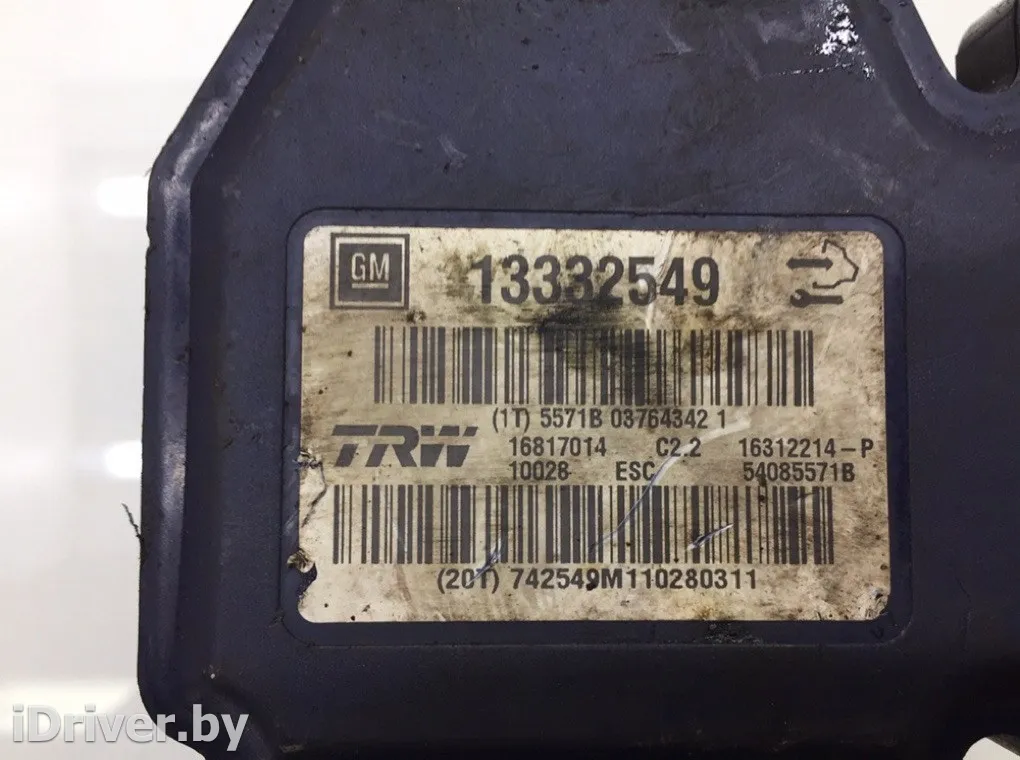 GM 13332549
(1T) 5571B 03764342 1
TRW 16817014 C2.2 16312214-P
10028 ESC 54085571B
(20T) 742549M110280311
iDriver.by